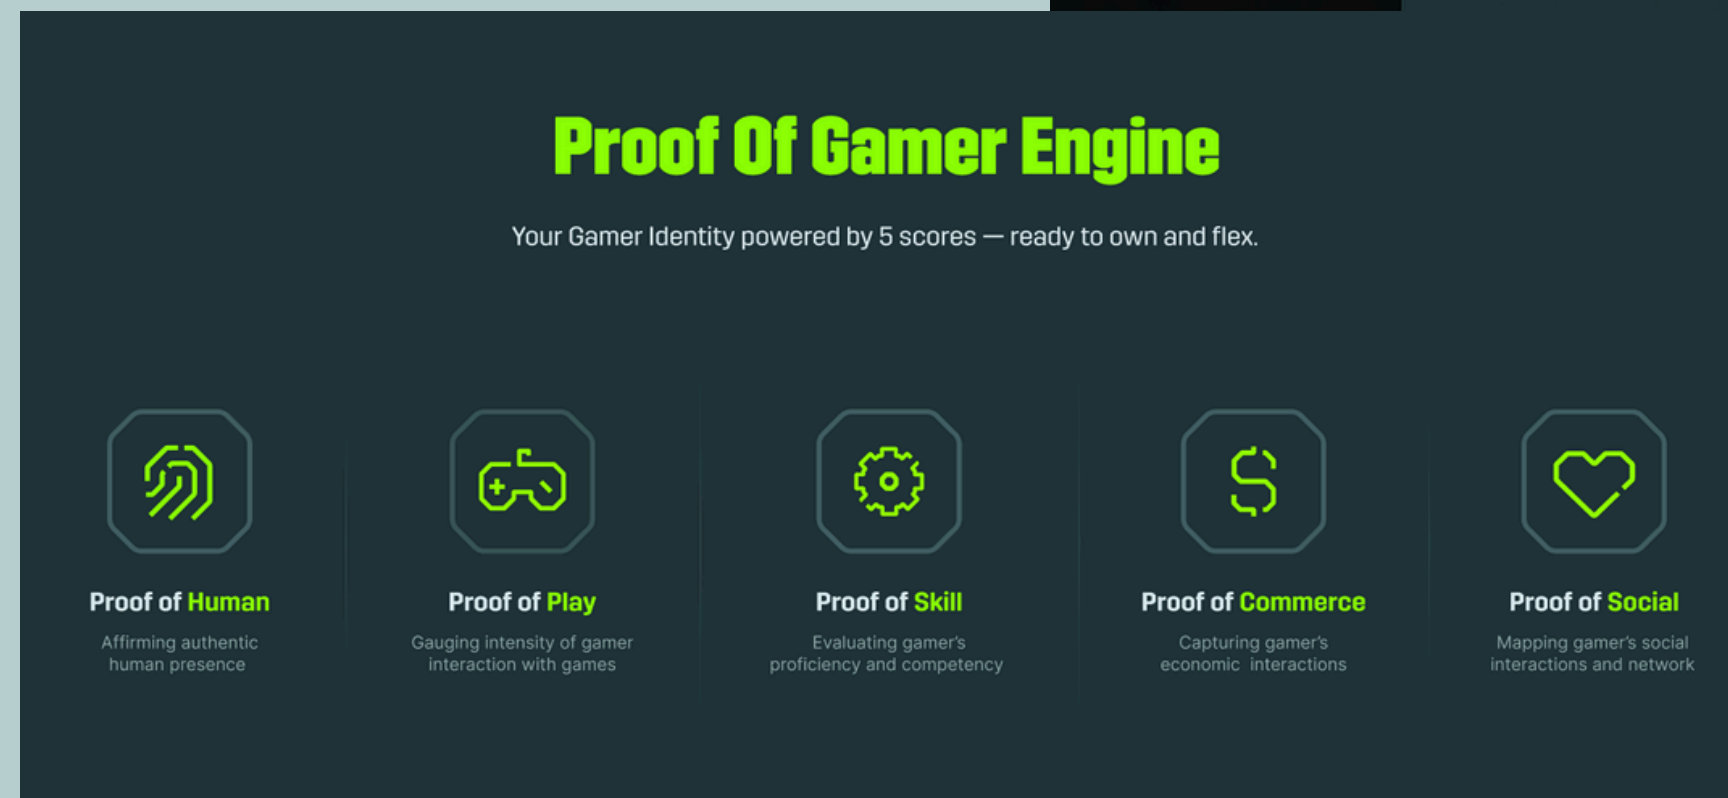 Proof Of Gamer Engine
Your Gamer Identity powered by 5 scores — ready to own and flex.
Proof of Human
Affirming authentic
human presence
Proof of Play
Gauging intensity of gamer
interaction with games
Proof of Skill
Evaluating gamer's
proficiency and competency
Proof of Commerce
Capturing gamer's
economic interactions
Proof of Social
Mapping gamer's social
interactions and network